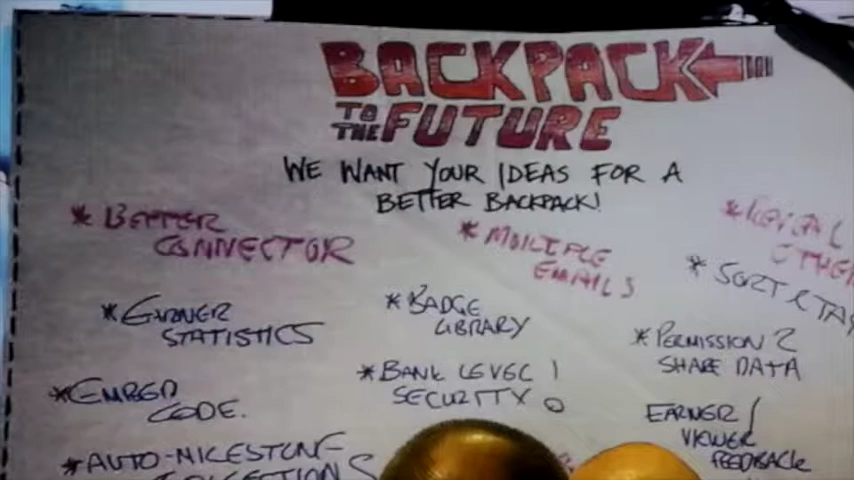 BACKPACK
TO THE FUTURE
WE WANT YOUR IDEAS FOR A
BETTER BACKPACK!
* BETTER
CONNECTOR
* MULTIPLE
EMAILS
* SORT & TAG
* EARNER
STATISTICS
* BADGE
LIBRARY
* PERMISSION 2
SHARE DATA
* EMBED
CODE.
* BANK LEVEL
SECURITY!
EARNER/
VIEWER
FEEDBACK
* AUTO-MILESTONE